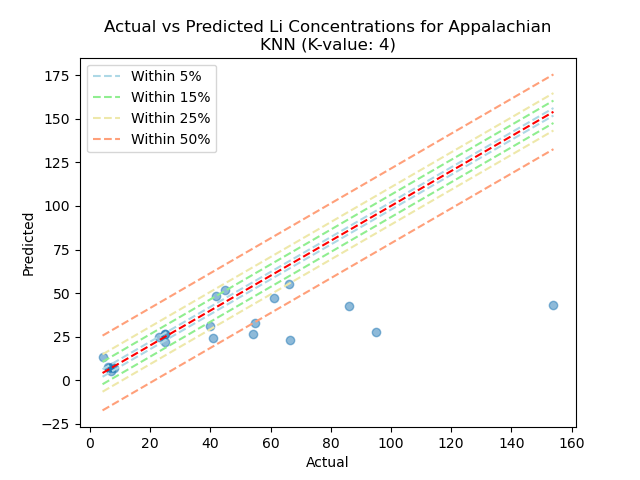 Actual vs Predicted Li Concentrations for Appalachian
KNN (K-value: 4)
Within 5%
Within 15%
Within 25%
Within 50%
175
150
125
100
75
50
25
0
−25
Predicted
0 20 40 60 80 100 120 140 160
Actual